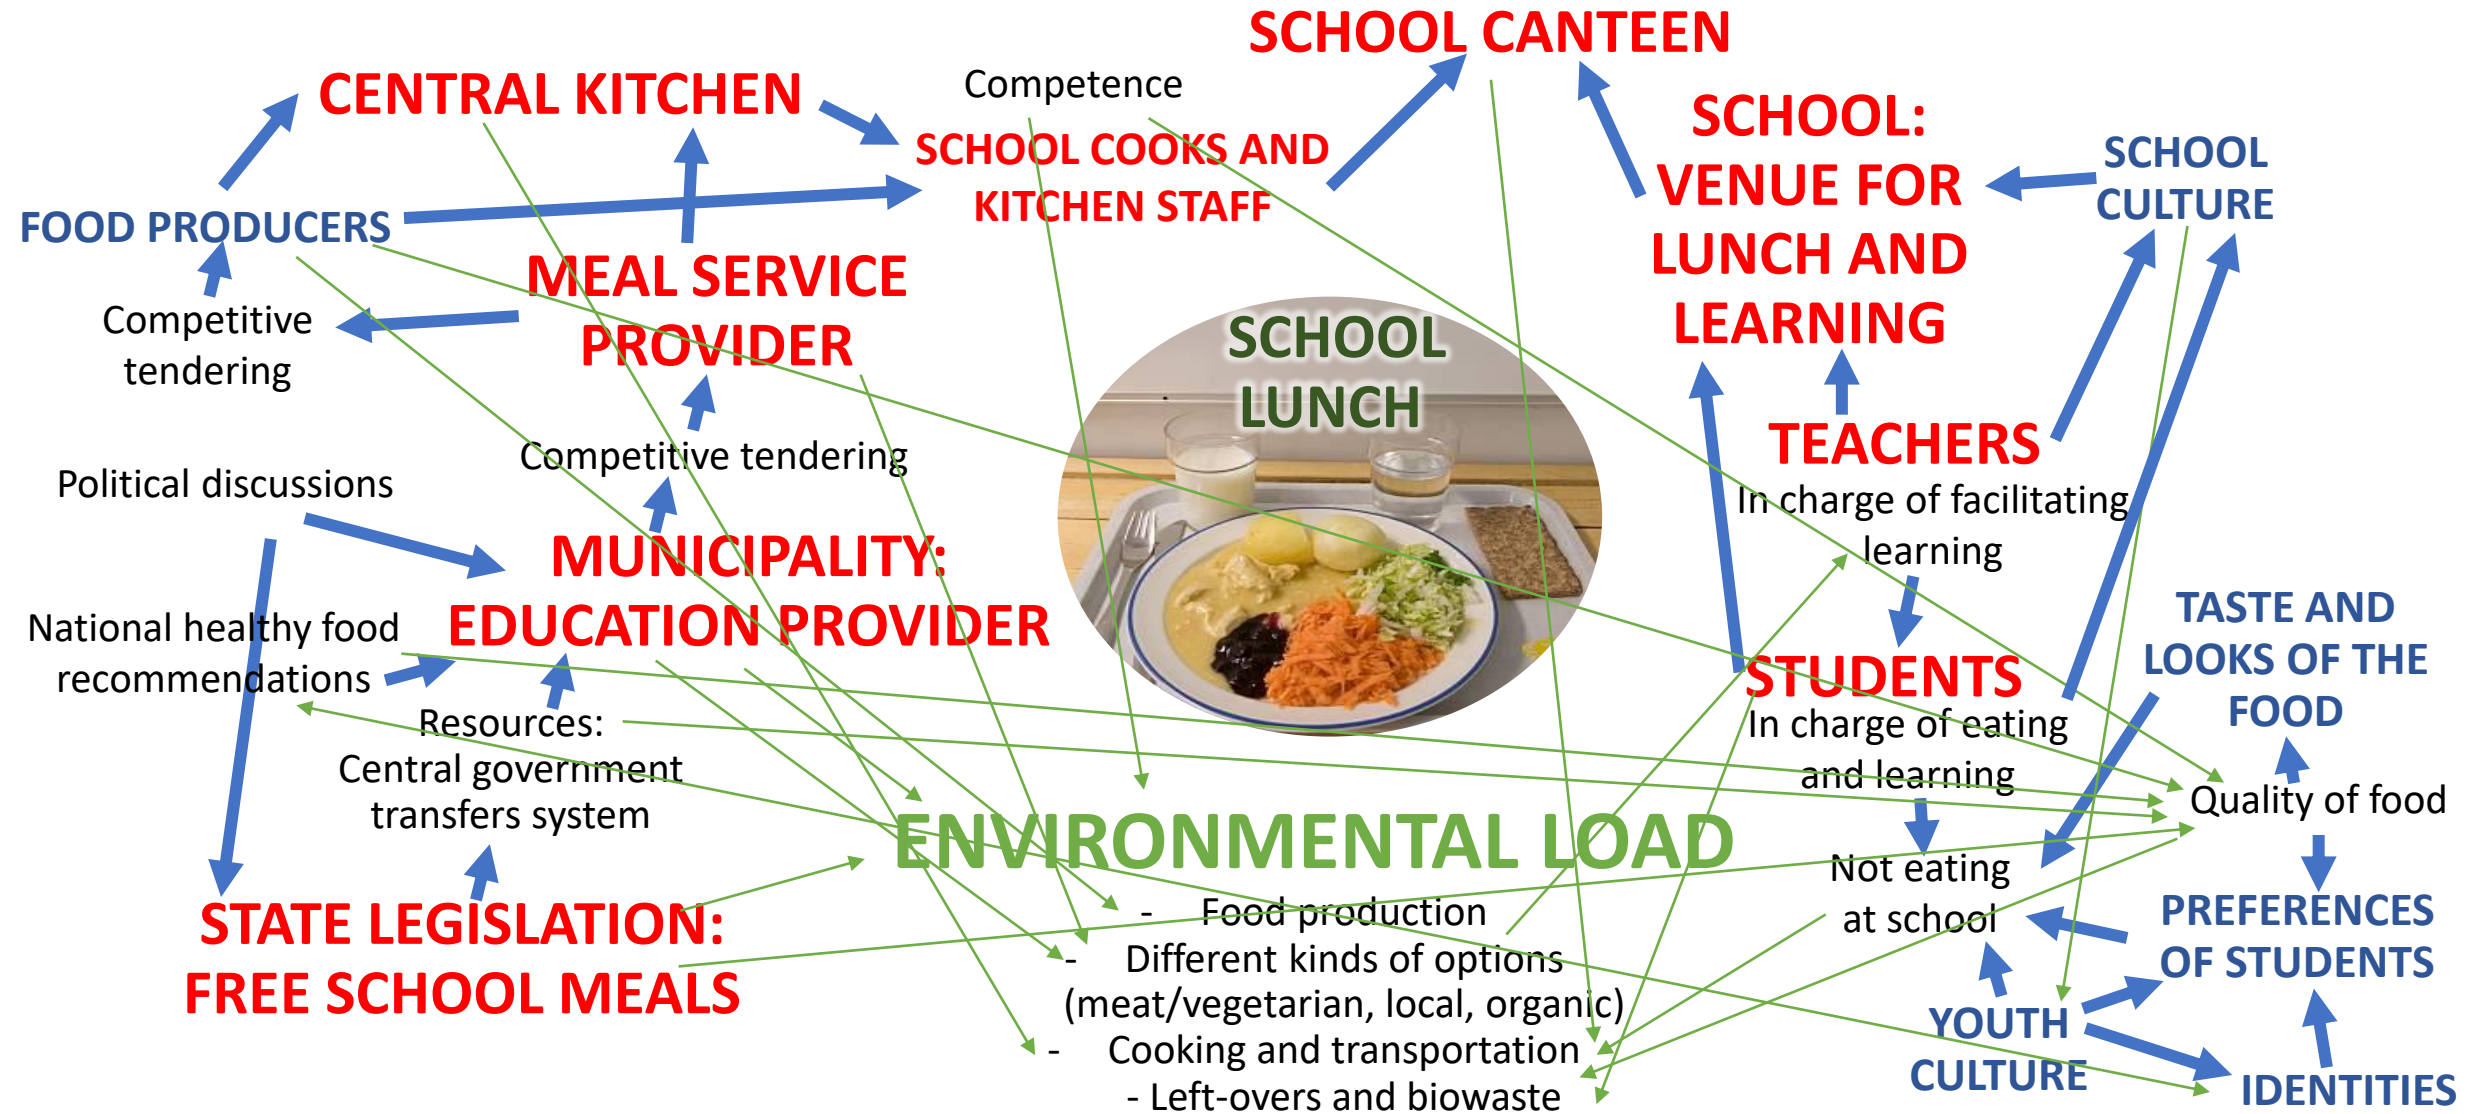 SCHOOL CANTEEN
CENTRAL KITCHEN
Competence
SCHOOL COOKS AND
KITCHEN STAFF
SCHOOL:
VENUE FOR
LUNCH AND
LEARNING
SCHOOL
CULTURE
FOOD PRODUCERS
MEAL SERVICE
PROVIDER
Competitive
tendering
SCHOOL
LUNCH
Competitive tendering
Political discussions
TEACHERS
In charge of facilitating
learning
MUNICIPALITY:
EDUCATION PROVIDER
National healthy food
recommendations
STUDENTS
In charge of eating
and learning
TASTE AND
LOOKS OF THE
FOOD
Resources:
Central government
transfers system
Quality of food
ENVIRONMENTAL LOAD
- Food production
- Different kinds of options
(meat/vegetarian, local, organic)
- Cooking and transportation
- Left-overs and biowaste
Not eating
at school
STATE LEGISLATION:
FREE SCHOOL MEALS
PREFERENCES
OF STUDENTS
YOUTH
CULTURE
IDENTITIES